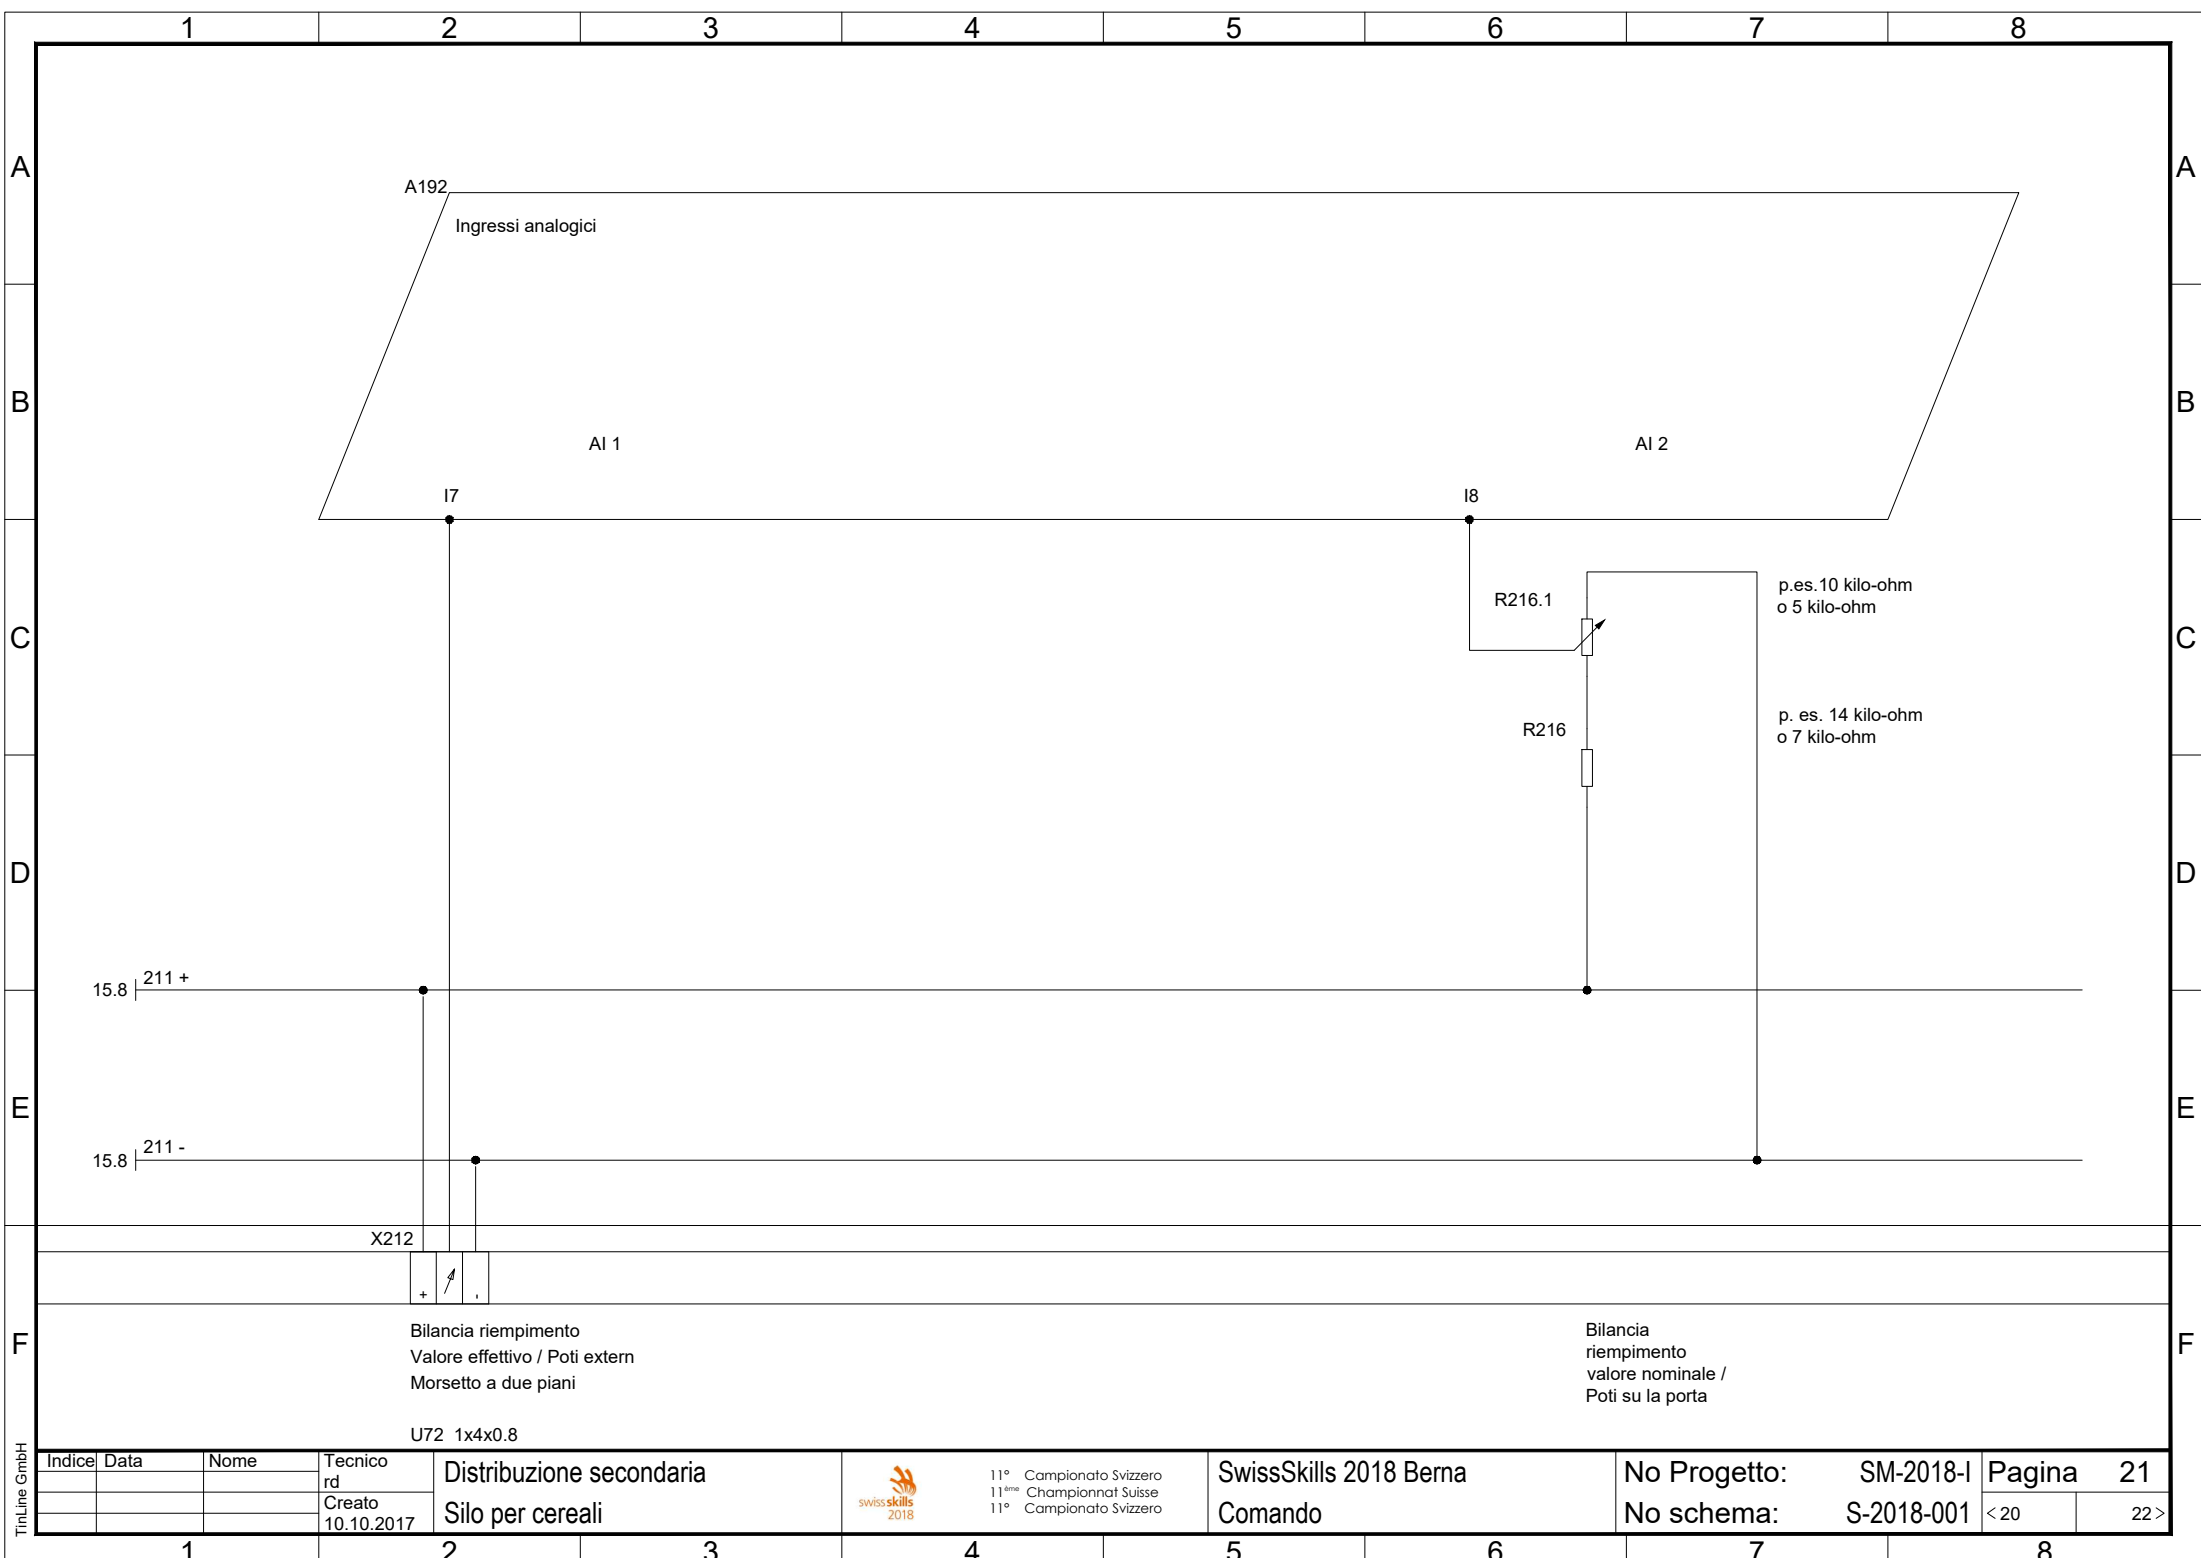 1 2 3 4 5 6 7 8
A A
A192
Ingressi analogici
B B
AI 1 AI 2
I7 I8
C C
R216.1
p.es.10 kilo-ohm
o 5 kilo-ohm
R216
p. es. 14 kilo-ohm
o 7 kilo-ohm
D D
15.8 211 +
E E
15.8 211 -
X212
+ -
F F
Bilancia riempimento
Valore effettivo / Poti extern
Morsetto a due piani
U72 1x4x0.8
Bilancia
riempimento
valore nominale /
Poti su la porta
TinLine GmbH
Indice Data Nome
Tecnico
rd
Creato
10.10.2017
Distribuzione secondaria
Silo per cereali
swissskills
2018
11° Campionato Svizzero
11ème Championnat Suisse
11° Campionato Svizzero
SwissSkills 2018 Berna
Comando
No Progetto: SM-2018-I
No schema: S-2018-001
Pagina 21
< 20 22 >
1 2 3 4 5 6 7 8